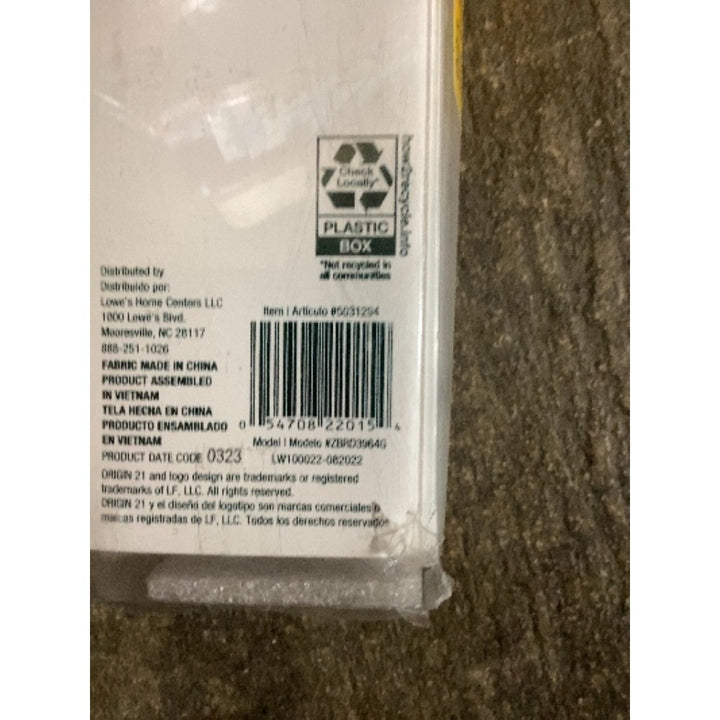 how2recycle.info
Check
Locally*
PLASTIC
BOX
*Not recycled in
all communities
Distributed by
Distribuido por:
Lowe's Home Centers LLC
1000 Lowe's Blvd.
Mooresville, NC 28117
888-251-1026
FABRIC MADE IN CHINA
PRODUCT ASSEMBLED
IN VIETNAM
TELA HECHA EN CHINA
PRODUCTO ENSAMBLADO
EN VIETNAM
PRODUCT DATE CODE 0323
Item | Artículo #5031294
0 54708 22015 4
Model | Modelo #ZBRD3964G
LW100022-082022
ORIGIN 21 and logo design are trademarks or registered
trademarks of LF, LLC. All rights reserved.
ORIGIN 21 y el diseño del logotipo son marcas comerciales o
marcas registradas de LF, LLC. Todos los derechos reservados